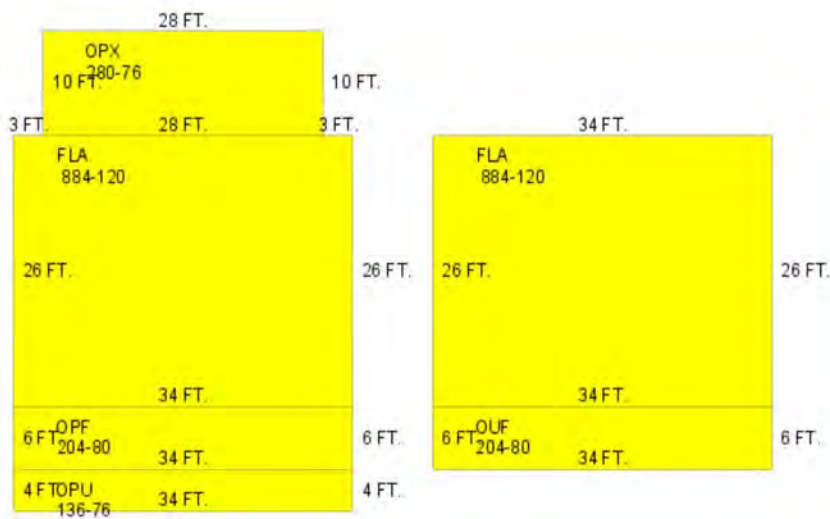 28 FT.
OPX
280-76
10 FT. 10 FT.
3 FT. 28 FT. 3 FT. 34 FT.
FLA FLA
884-120 884-120
26 FT. 26 FT. 26 FT. 26 FT.
34 FT. 34 FT.
OPF OUF
6 FT. 6 FT. 6 FT. 6 FT.
204-80 204-80
34 FT. 34 FT.
4 FT. OPU 34 FT. 4 FT.
136-76